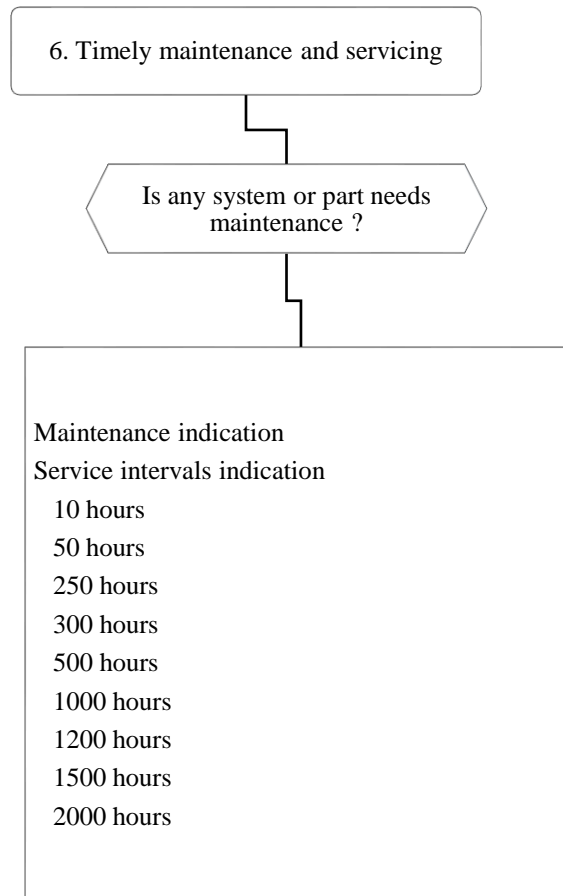 6. Timely maintenance and servicing
Is any system or part needs
maintenance ?
Maintenance indication
Service intervals indication
10 hours
50 hours
250 hours
300 hours
500 hours
1000 hours
1200 hours
1500 hours
2000 hours